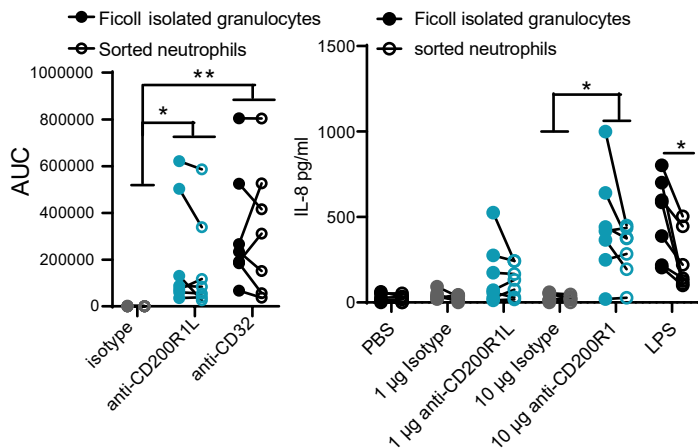 Ficoll isolated granulocytes
Sorted neutrophils
AUC
1000000
800000
600000
400000
200000
0
**
*
isotype
anti-CD200R1L
anti-CD32
Ficoll isolated granulocytes
sorted neutrophils
IL-8 pg/ml
1500
1000
500
0
*
*
PBS
1 µg Isotype
1 µg anti-CD200R1L
10 µg Isotype
10 µg anti-CD200R1
LPS